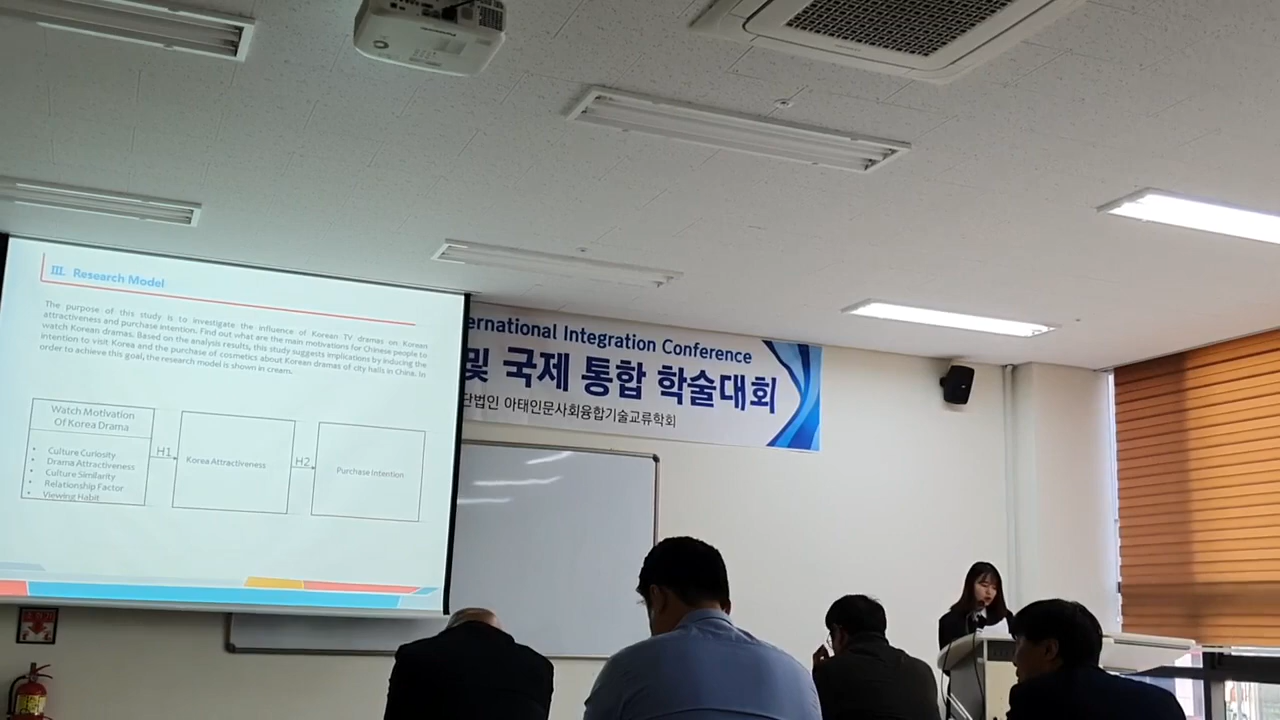 III. Research Model
The purpose of this study is to investigate the influence of Korean TV dramas on Korean
attractiveness and purchase intention. Find out what are the main motivations for Chinese people to
watch Korean dramas. Based on the analysis results, this study suggests implications by inducing the
intention to visit Korea and the purchase of cosmetics about Korean dramas of city halls in China. In
order to achieve this goal, the research model is shown in cream.
Watch Motivation
Of Korea Drama
• Culture Curiosity
• Drama Attractiveness
• Culture Similarity
• Relationship Factor
• Viewing Habit
H1
Korea Attractiveness
H2
Purchase Intention
ernational Integration Conference
및 국제 통합 학술대회
단법인 아태인문사회융합기술교류학회